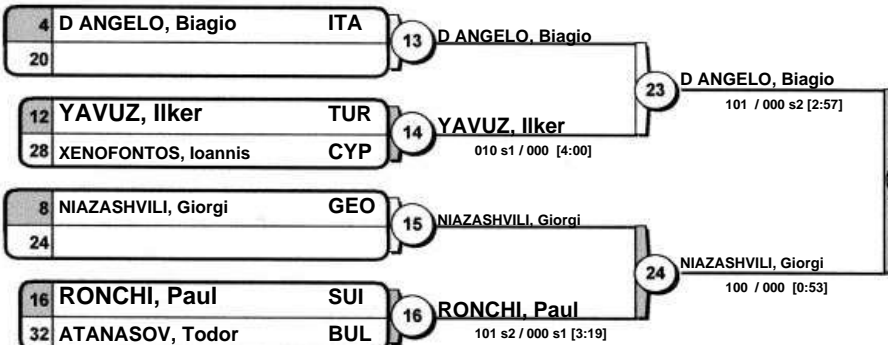 4 D ANGELO, Biagio ITA
20
13
D ANGELO, Biagio
12 YAVUZ, Ilker TUR
28 XENOFONTOS, Ioannis CYP
14
YAVUZ, Ilker
010 s1 / 000 [4:00]
23
D ANGELO, Biagio
101 / 000 s2 [2:57]
8 NIAZASHVILI, Giorgi GEO
24
15
NIAZASHVILI, Giorgi
16 RONCHI, Paul SUI
32 ATANASOV, Todor BUL
16
RONCHI, Paul
101 s2 / 000 s1 [3:19]
24
NIAZASHVILI, Giorgi
100 / 000 [0:53]